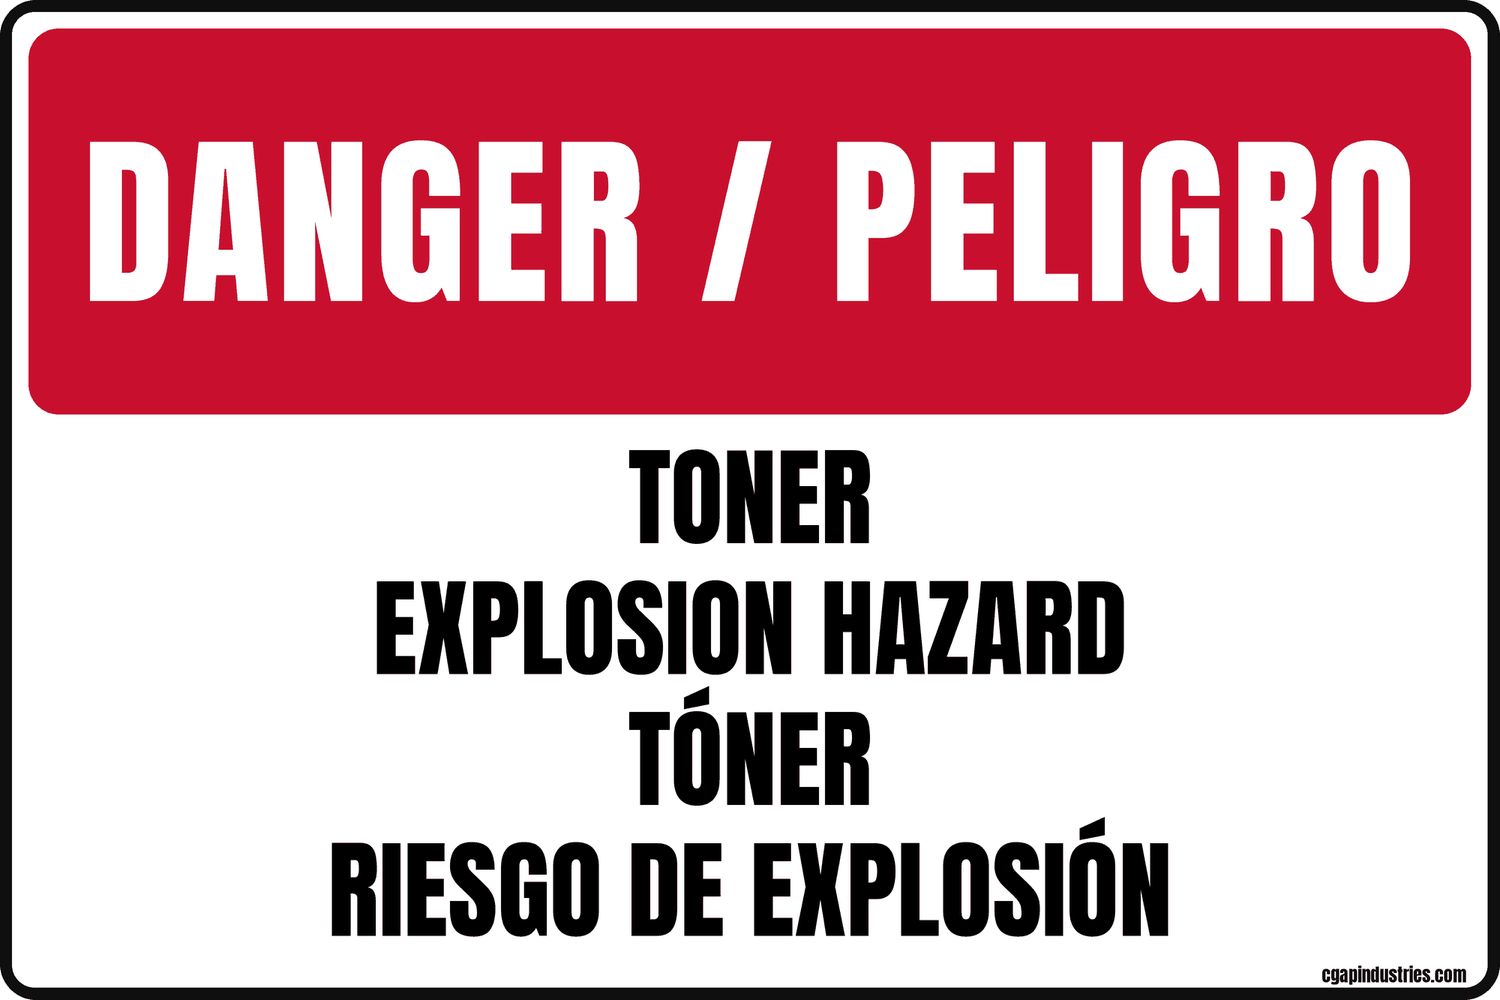 DANGER / PELIGRO
TONER
EXPLOSION HAZARD
TÓNER
RIESGO DE EXPLOSIÓN
cgapindustries.com